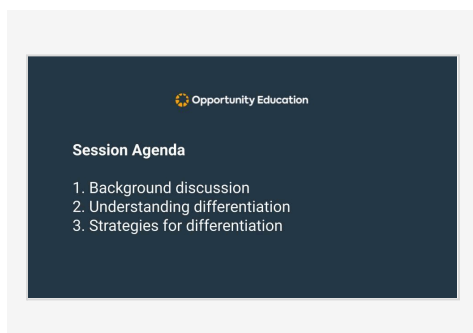 Opportunity Education
Session Agenda
1. Background discussion
2. Understanding differentiation
3. Strategies for differentiation